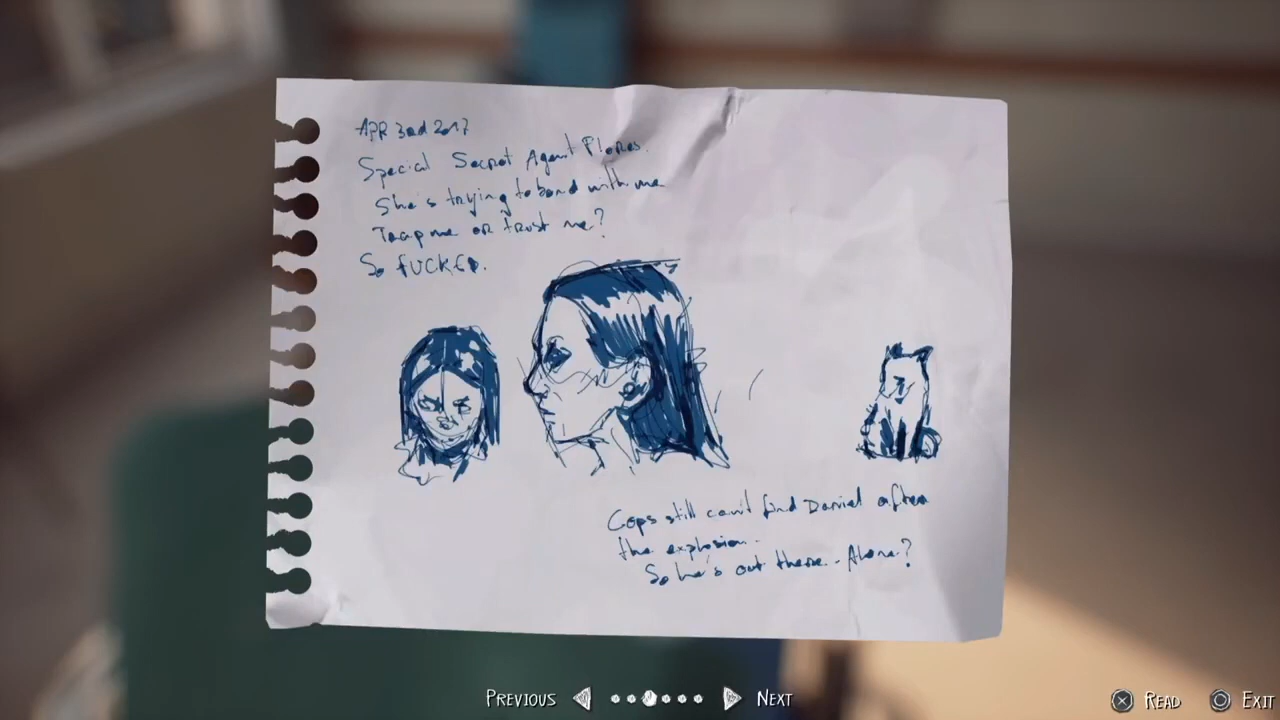 APR 3rd 2017
Special Secret Agent Flores.
She's trying to bond with me
Trap me or trust me?
So FUCKED.
Cops still can't find Daniel after
the explosion.
So he's out there. Alone?
Previous
Next
Read
Exit